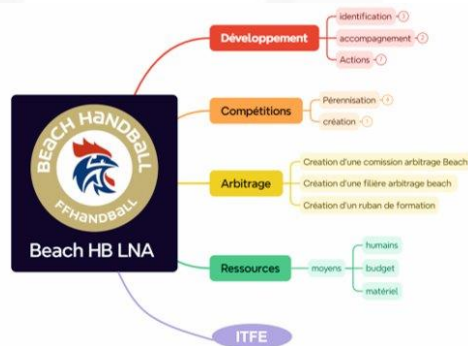 BEACH HANDBALL
FFHANDBALL
Beach HB LNA
Développement
identification
accompagnement
Actions
Compétitions
Pérennisation
création
Arbitrage
Creation d'une comission arbitrage Beach
Création d'une filière arbitrage beach
Création d'un ruban de formation
Ressources
moyens
humains
budget
matériel
ITFE